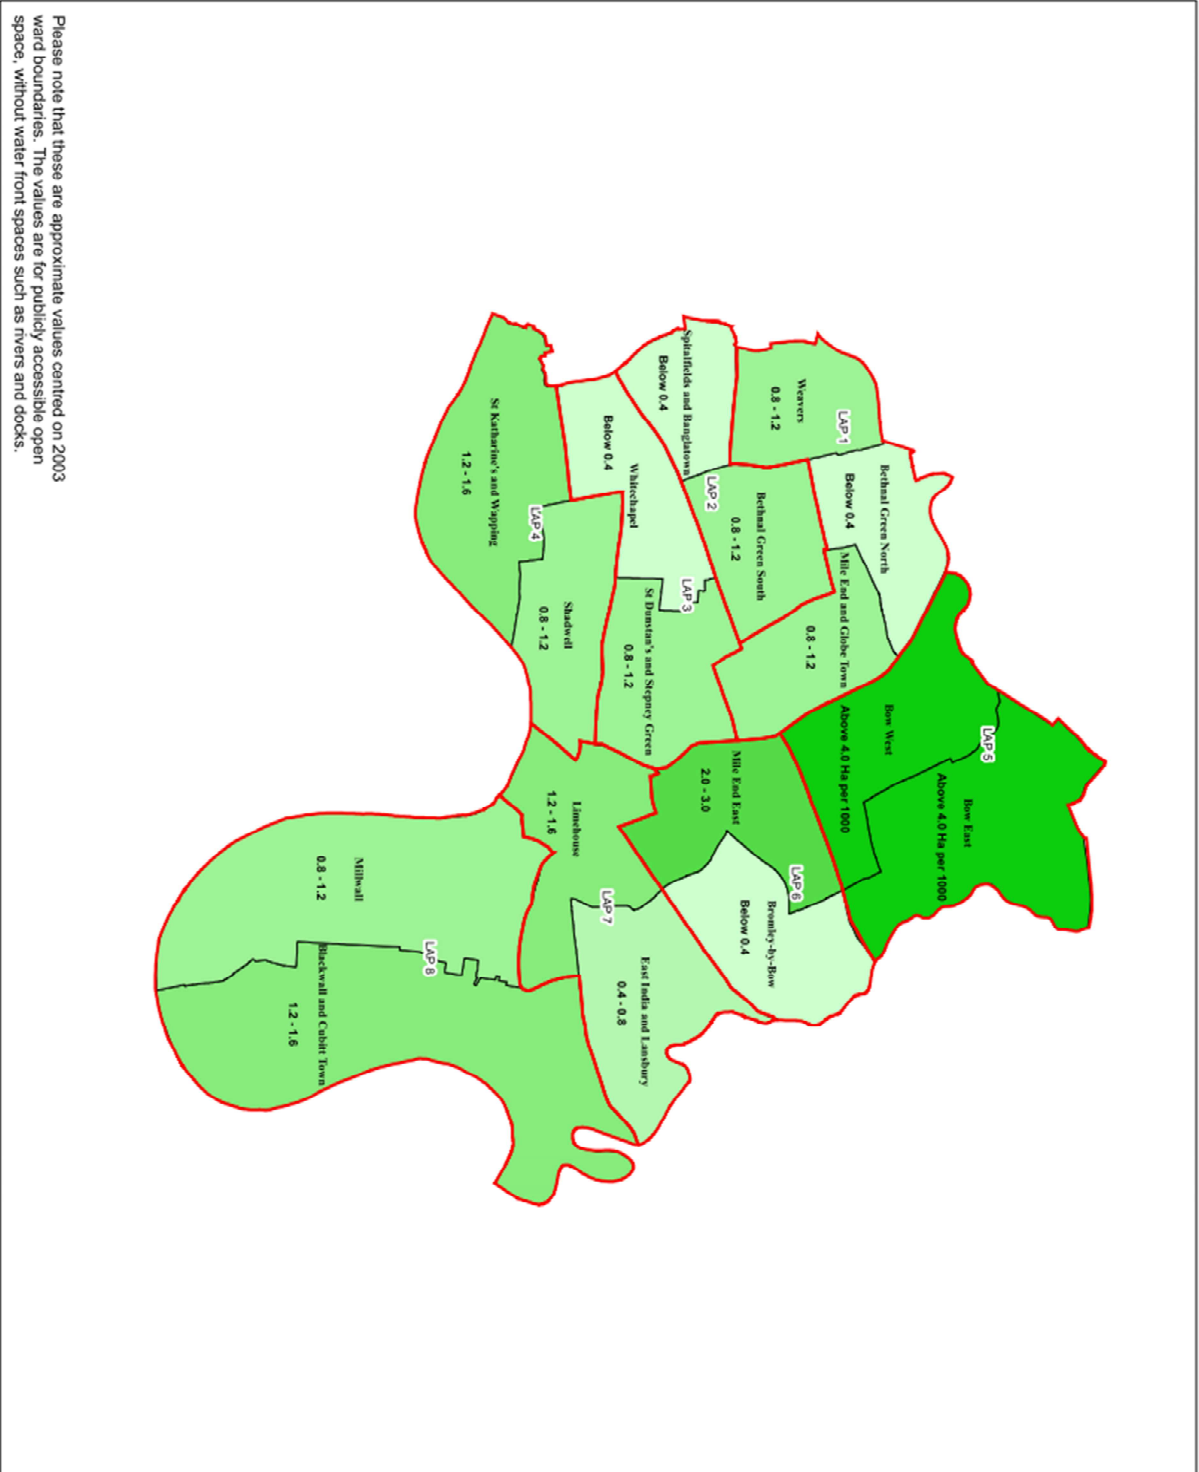 Bow East
Above 4.0 Ha per 1000
LAP 5
Bow West
Above 4.0 Ha per 1000
Bethnal Green North
Below 0.4
LAP 1
Weavers
0.8 - 1.2
Mile End and Globe Town
0.8 - 1.2
LAP 6
Bromley-by-Bow
Below 0.4
Mile End East
2.0 - 3.0
Bethnal Green South
0.8 - 1.2
LAP 2
Spitalfields and Banglatown
Below 0.4
LAP 3
St Dunstan's and Stepney Green
0.8 - 1.2
Whitechapel
Below 0.4
East India and Lansbury
0.4 - 0.8
LAP 7
Limehouse
1.2 - 1.6
Shadwell
0.8 - 1.2
LAP 4
St Katharine's and Wapping
1.2 - 1.6
LAP 8
Millwall
0.8 - 1.2
Blackwall and Cubitt Town
1.2 - 1.6
Please note that these are approximate values centred on 2003
ward boundaries. The values are for publicly accessible open
space, without water front spaces such as rivers and docks.